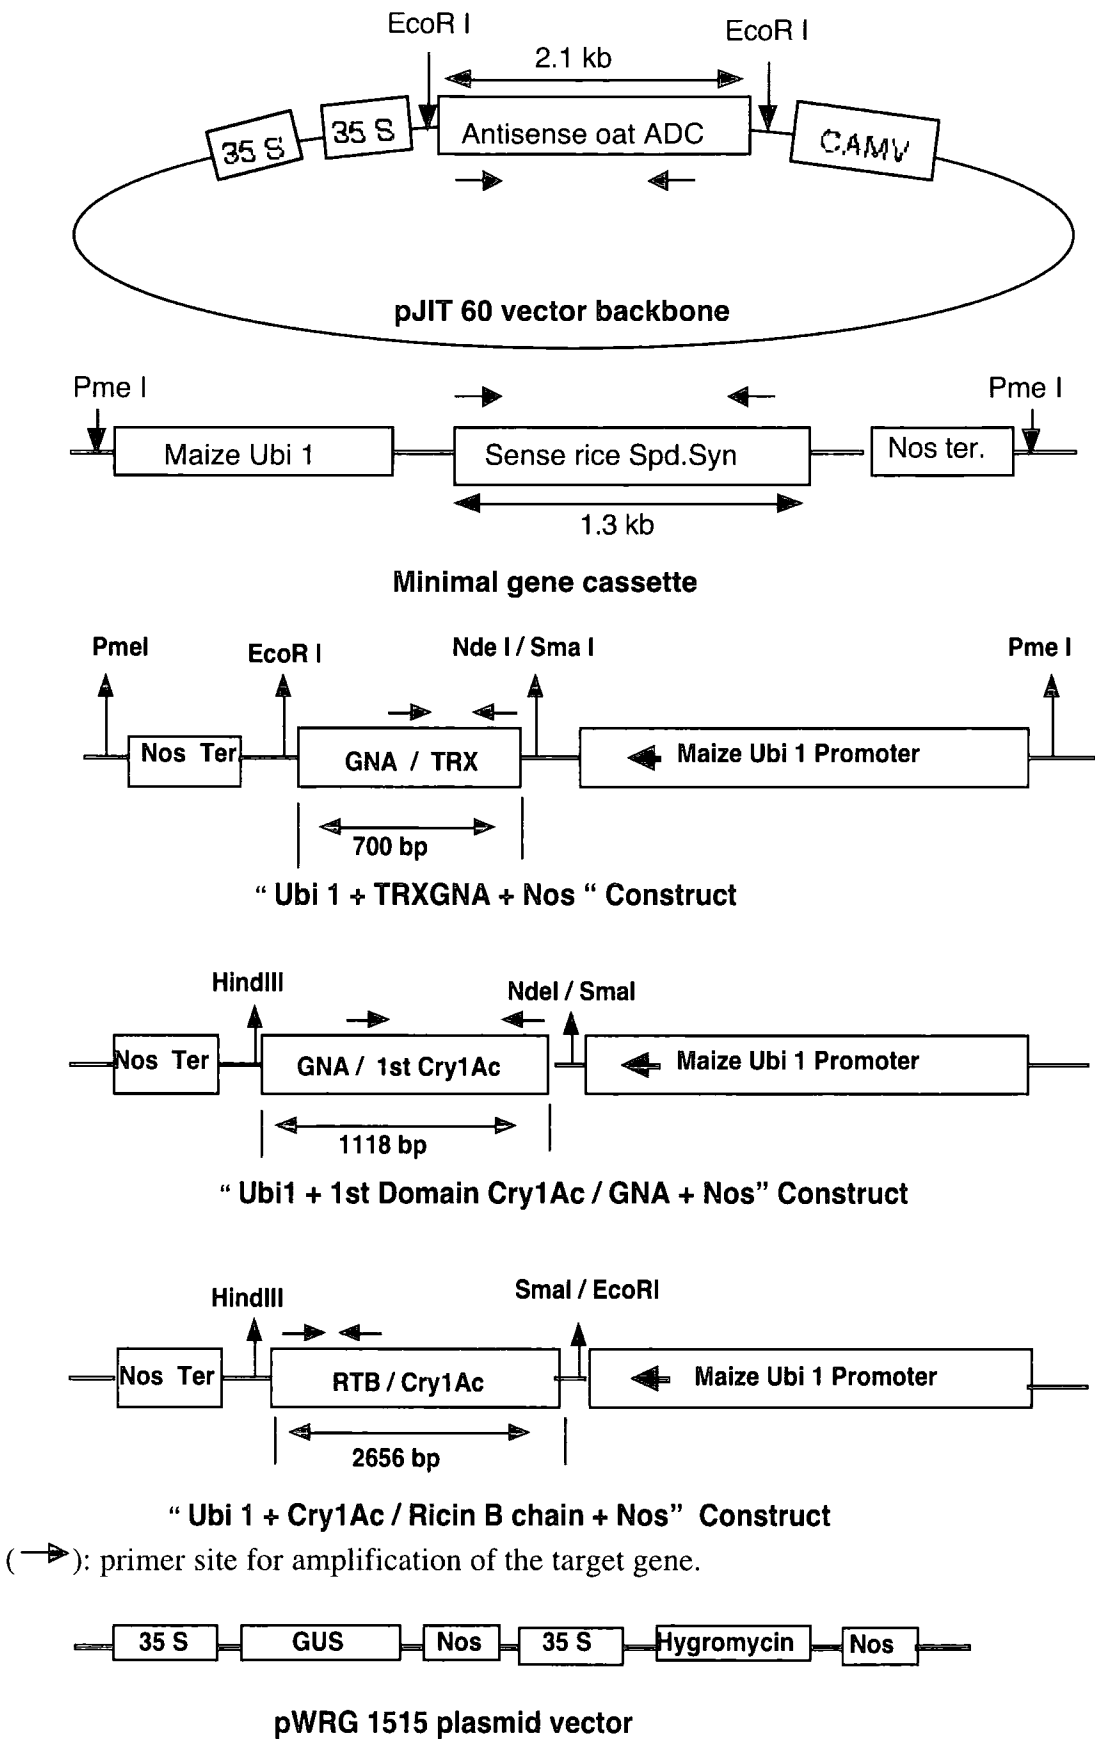 EcoR I
EcoR I
2.1 kb
35 S
35 S
Antisense oat ADC
CAMV
pJIT 60 vector backbone
Pme I
Pme I
Maize Ubi 1
Sense rice Spd.Syn
Nos ter.
1.3 kb
Minimal gene cassette
PmeI
EcoR I
Nde I / Sma I
Pme I
Nos Ter
GNA / TRX
Maize Ubi 1 Promoter
700 bp
“ Ubi 1 + TRXGNA + Nos “ Construct
HindIII
NdeI / SmaI
Nos Ter
GNA / 1st Cry1Ac
Maize Ubi 1 Promoter
1118 bp
“ Ubi1 + 1st Domain Cry1Ac / GNA + Nos” Construct
HindIII
SmaI / EcoRI
Nos Ter
RTB / Cry1Ac
Maize Ubi 1 Promoter
2656 bp
“ Ubi 1 + Cry1Ac / Ricin B chain + Nos” Construct
( ): primer site for amplification of the target gene.
35 S
GUS
Nos
35 S
Hygromycin
Nos
pWRG 1515 plasmid vector